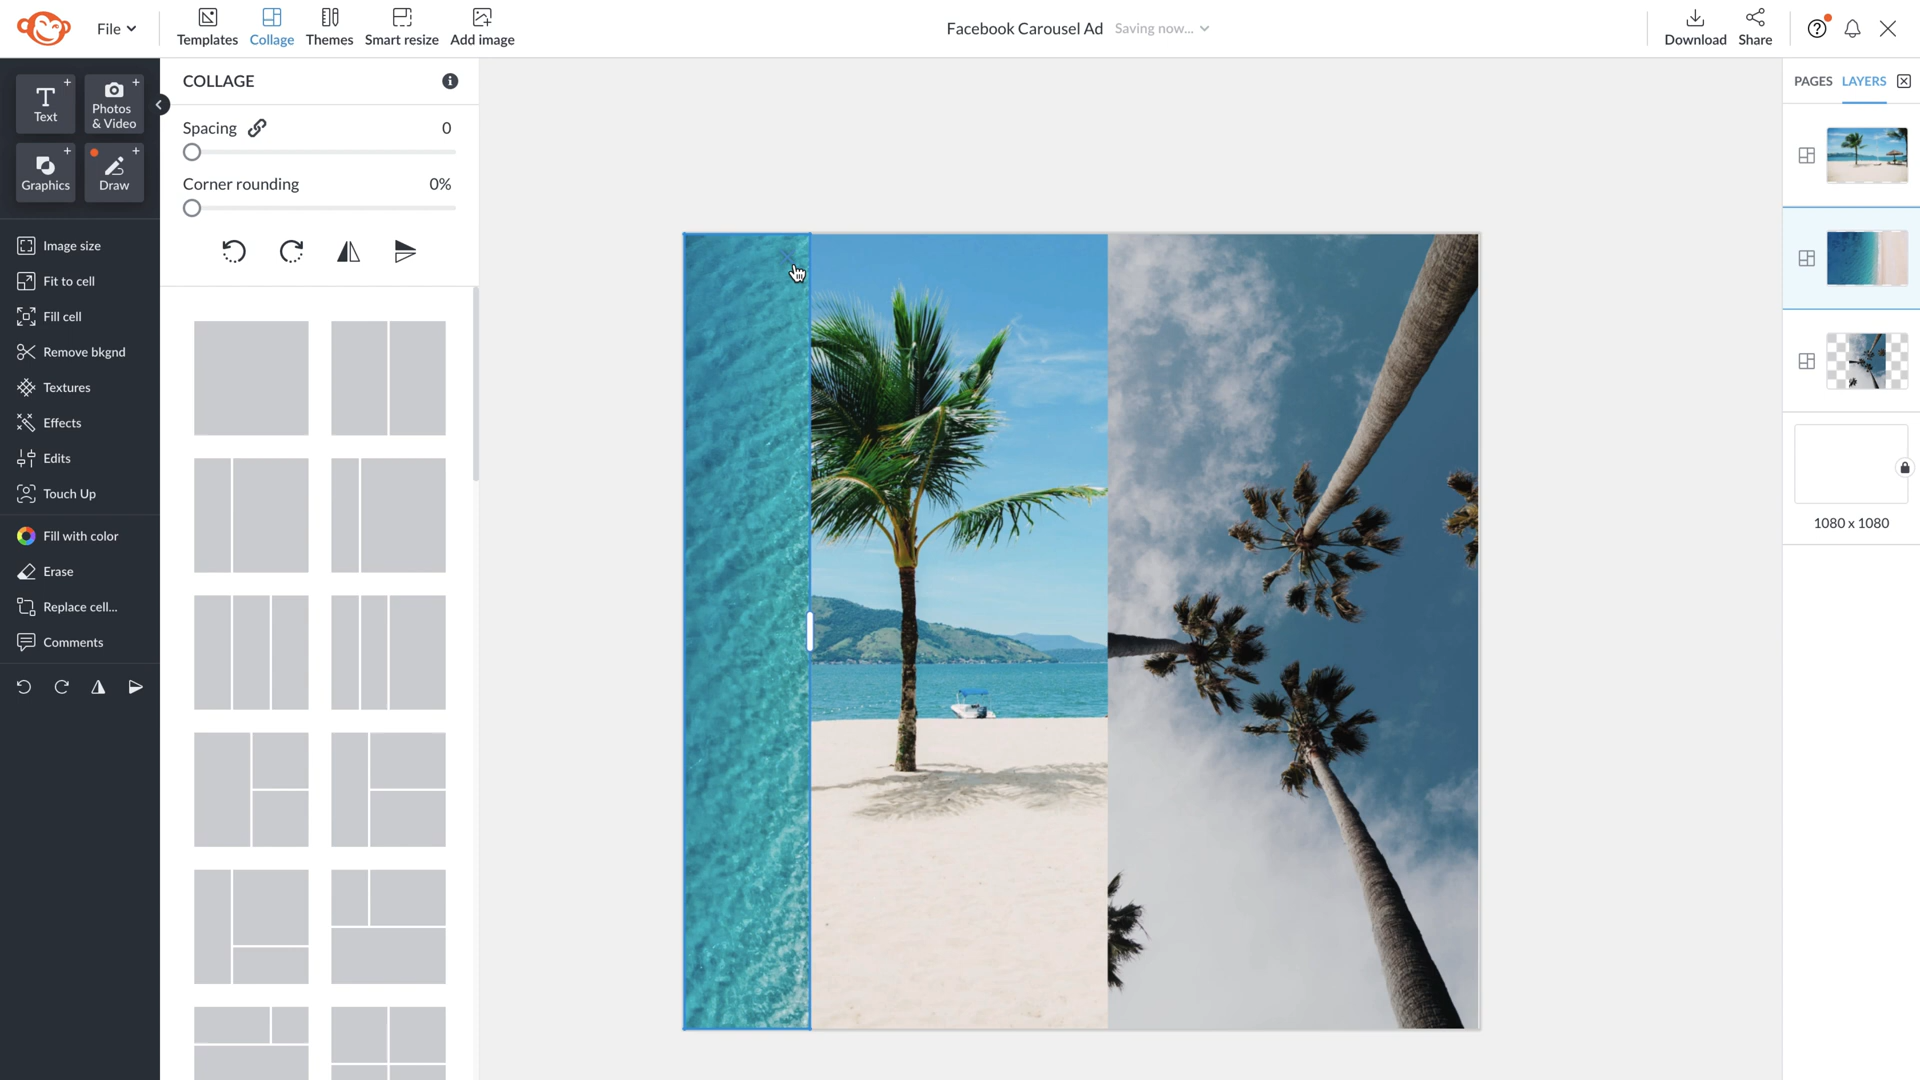 File
Templates
Collage
Themes
Smart resize
Add image
Facebook Carousel Ad
Saving now...
Download
Share
Text
Photos
& Video
Graphics
Draw
Image size
Fit to cell
Fill cell
Remove bkgnd
Textures
Effects
Edits
Touch Up
Fill with color
Erase
Replace cell...
Comments
COLLAGE
Spacing 0
Corner rounding 0%
PAGES LAYERS
1080 x 1080